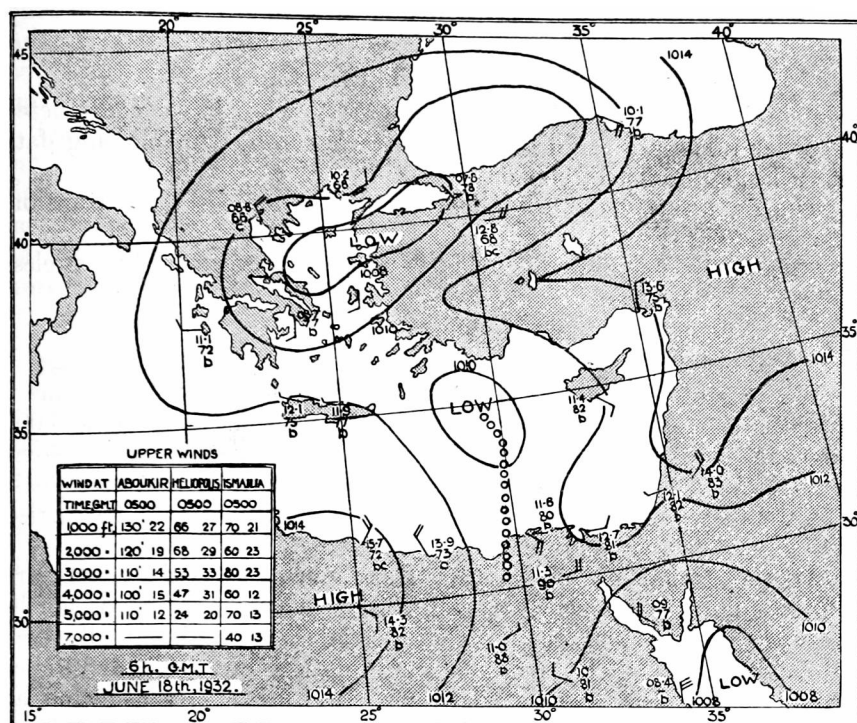 20° 25° 30° 35° 40°
45° 1014
10·1
77
b
40°
10·2
68
c
07·8
78
b
08·8
68
c
40°
LOW
12·8
68
bc
1008
HIGH
13·6
75
b
1010
11·1
72
b
1010
1014
LOW
11·4
82
b
12·1
75
b
11·9
77
b
35° 35°
14·0
83
b
1012
12·1
82
b
UPPER WINDS
WIND AT ABOUKIR HELIOPOLIS ISMAILIA
TIME G.M.T 0500 0500 0500
1000 ft. 130° 22 66 27 70 21
2,000 " 120° 19 68 29 60 23
3,000 " 110° 14 53 33 80 23
4,000 " 100° 15 47 31 60 12
5,000 " 110° 12 24 20 70 13
7,000 " — — 40 13
1014
13·7
72
bc
13·9
73
c
11·8
80
b
12·7
81
b
30°
HIGH
11·3
90
b
30°
14·3
82
b
11·0
88
b
09
77
b
1010
10
81
b
08·4
b
LOW
6h. G.M.T
JUNE 18th, 1932.
1014 1012 1010 1008 1008
15° 20° 25° 30° 35°